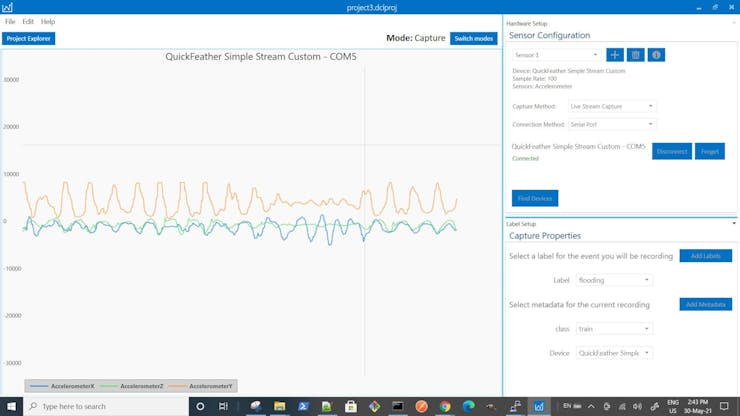 project3.dclproj
File Edit Help
Project Explorer
Mode: Capture
Switch modes
QuickFeather Simple Stream Custom - COM5
30000
20000
10000
0
-10000
-20000
-30000
AccelerometerX AccelerometerZ AccelerometerY
Hardware Setup
Sensor Configuration
Sensor 1
Device: QuickFeather Simple Stream Custom
Sample Rate: 100
Sensors: Accelerometer
Capture Method: Live Stream Capture
Connection Method: Serial Port
QuickFeather Simple Stream Custom - COM5
Disconnect
Forget
Connected
Find Devices
Label Setup
Capture Properties
Select a label for the event you will be recording
Add Labels
Label flooding
Select metadata for the current recording
Add Metadata
class train
Device QuickFeather Simple
Type here to search
EN
ENG
US
2:43 PM
30-May-21